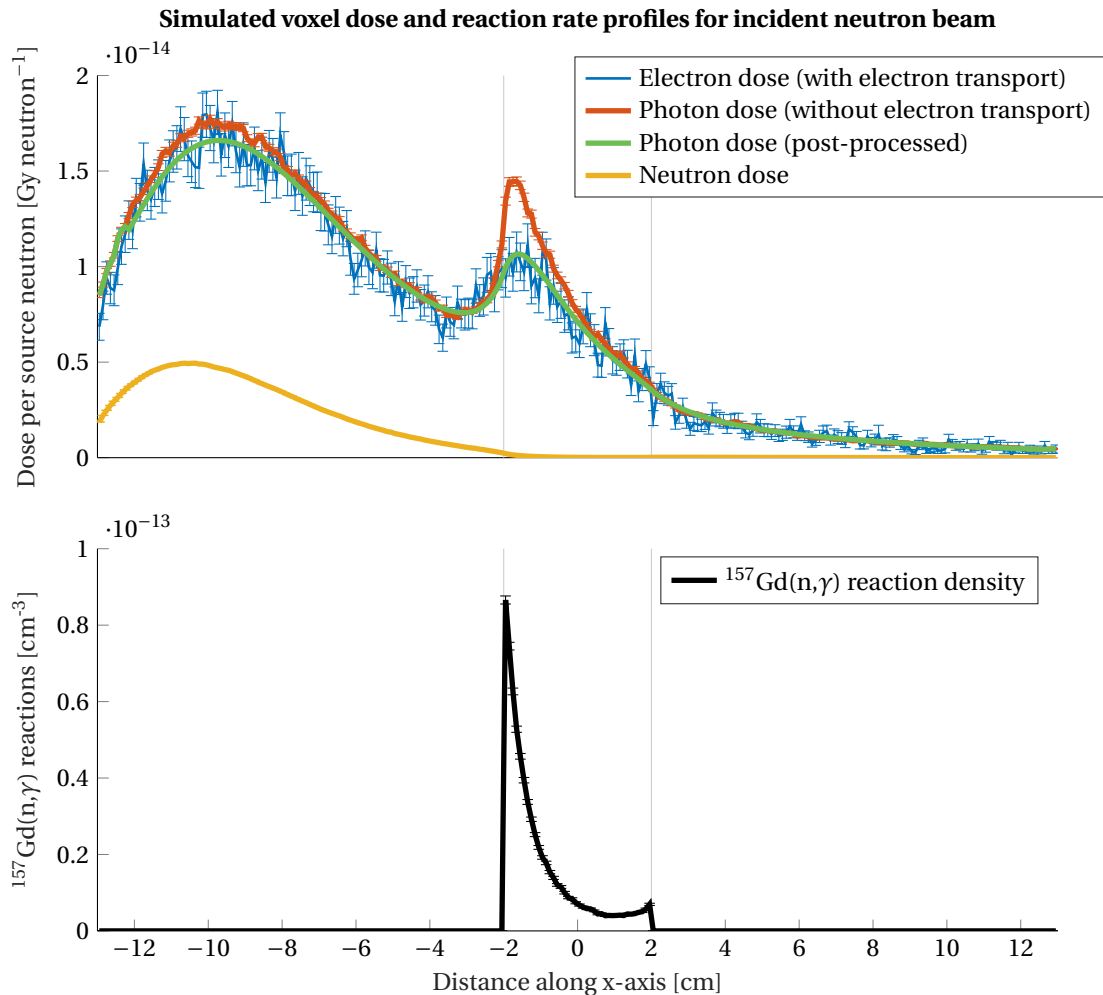 Simulated voxel dose and reaction rate profiles for incident neutron beam
·10⁻¹⁴
Dose per source neutron [Gy neutron⁻¹]
2
1.5
1
0.5
0
Electron dose (with electron transport)
Photon dose (without electron transport)
Photon dose (post-processed)
Neutron dose
·10⁻¹³
¹⁵⁷Gd(n,γ) reactions [cm⁻³]
1
0.8
0.6
0.4
0.2
0
¹⁵⁷Gd(n,γ) reaction density
−12 −10 −8 −6 −4 −2 0 2 4 6 8 10 12
Distance along x-axis [cm]